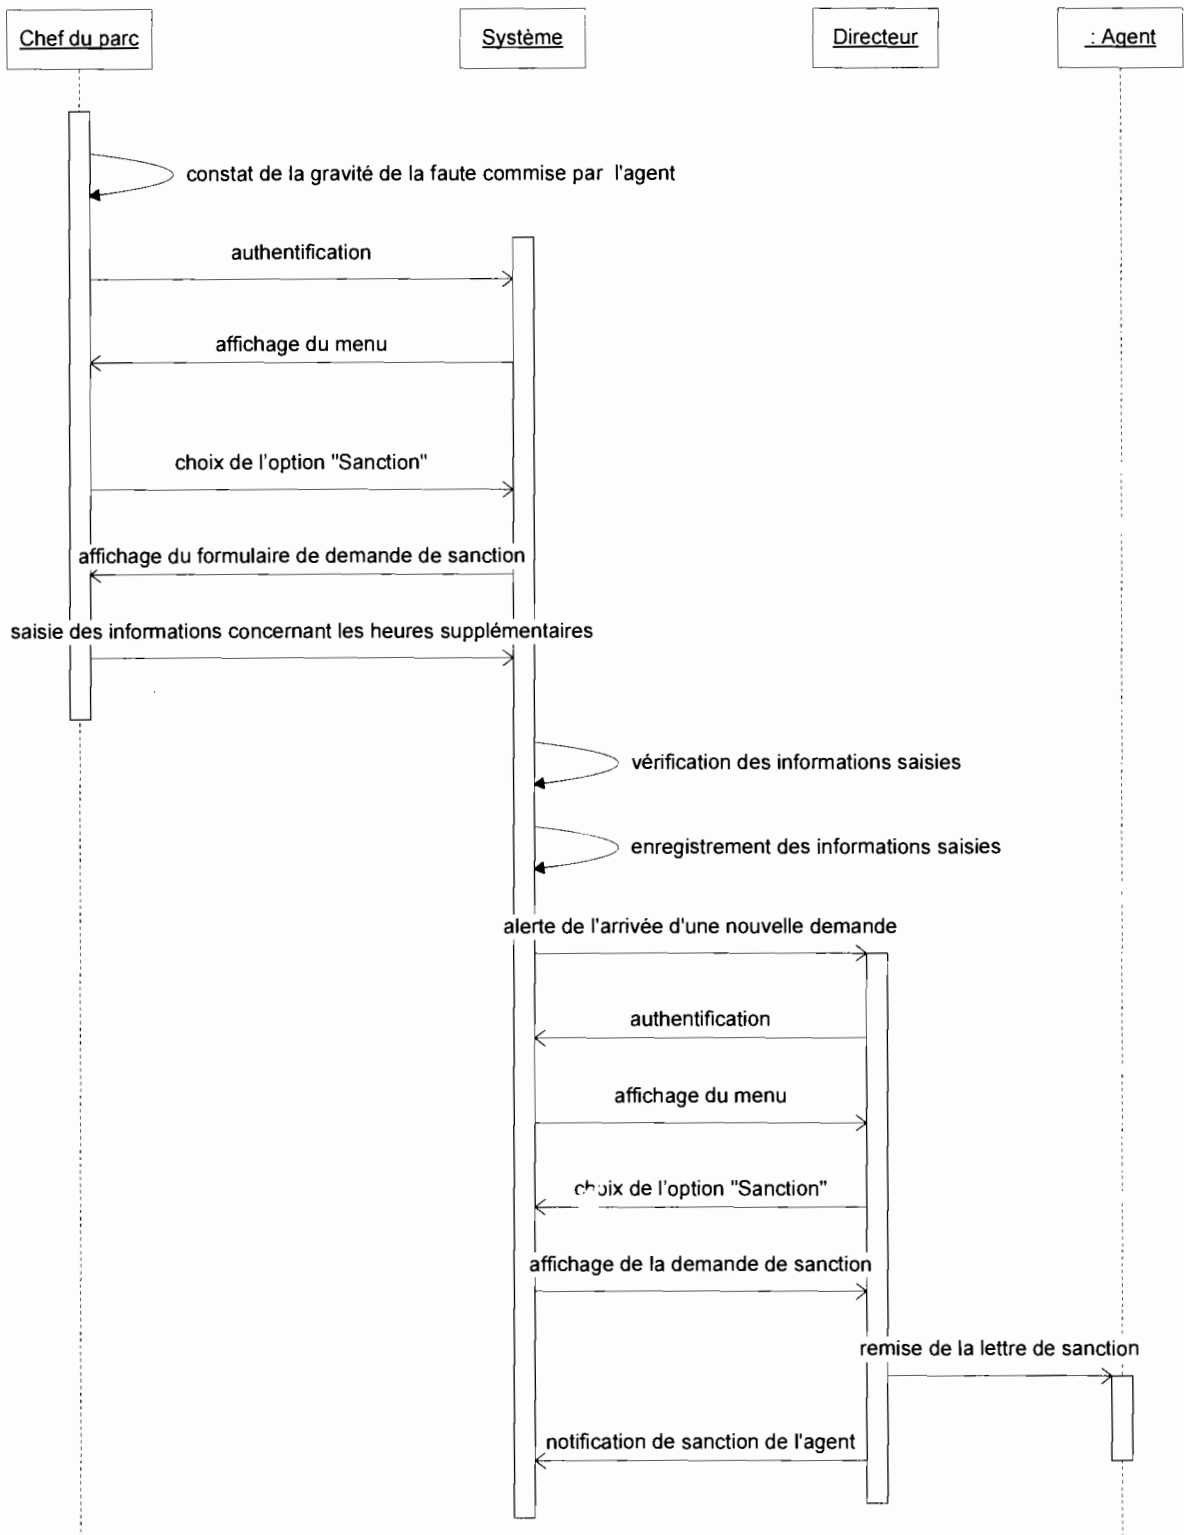 Chef du parc
Système
Directeur
: Agent
constat de la gravité de la faute commise par l'agent
authentification
affichage du menu
choix de l'option "Sanction"
affichage du formulaire de demande de sanction
saisie des informations concernant les heures supplémentaires
vérification des informations saisies
enregistrement des informations saisies
alerte de l'arrivée d'une nouvelle demande
authentification
affichage du menu
choix de l'option "Sanction"
affichage de la demande de sanction
remise de la lettre de sanction
notification de sanction de l'agent